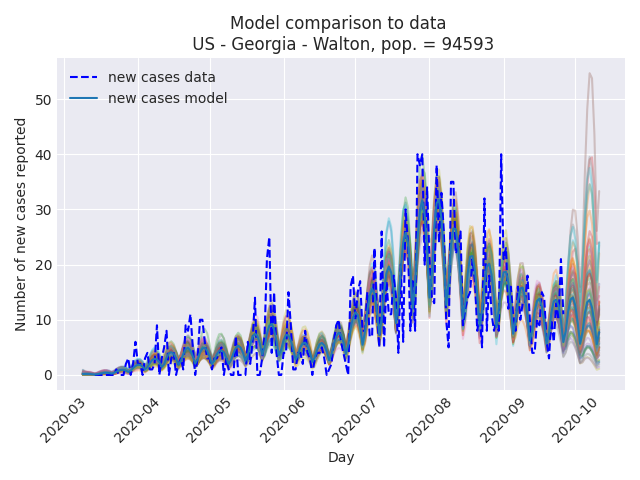 Model comparison to data
US - Georgia - Walton, pop. = 94593
new cases data
new cases model
Number of new cases reported
50
40
30
20
10
0
2020-03
2020-04
2020-05
2020-06
2020-07
2020-08
2020-09
2020-10
Day